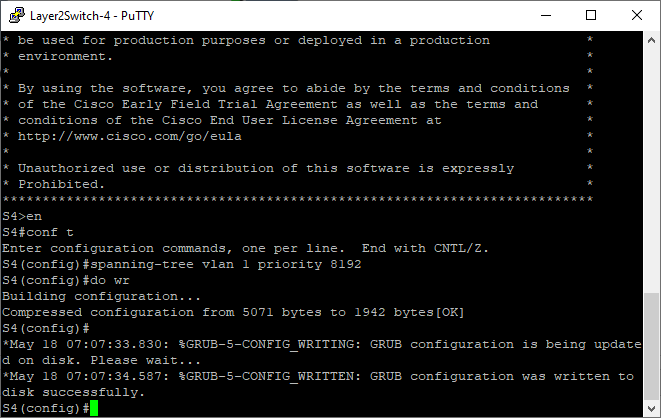 Layer2Switch-4 - PuTTY
* be used for production purposes or deployed in a production            *
* environment.                                                           *
*                                                                        *
* By using the software, you agree to abide by the terms and conditions  *
* of the Cisco Early Field Trial Agreement as well as the terms and      *
* conditions of the Cisco End User License Agreement at                  *
* http://www.cisco.com/go/eula                                           *
*                                                                        *
* Unauthorized use or distribution of this software is expressly         *
* Prohibited.                                                            *
**************************************************************************
S4>en
S4#conf t
Enter configuration commands, one per line.  End with CNTL/Z.
S4(config)#spanning-tree vlan 1 priority 8192
S4(config)#do wr
Building configuration...
Compressed configuration from 5071 bytes to 1942 bytes[OK]
S4(config)#
*May 18 07:07:33.830: %GRUB-5-CONFIG_WRITING: GRUB configuration is being update
d on disk. Please wait...
*May 18 07:07:34.587: %GRUB-5-CONFIG_WRITTEN: GRUB configuration was written to
disk successfully.
S4(config)#